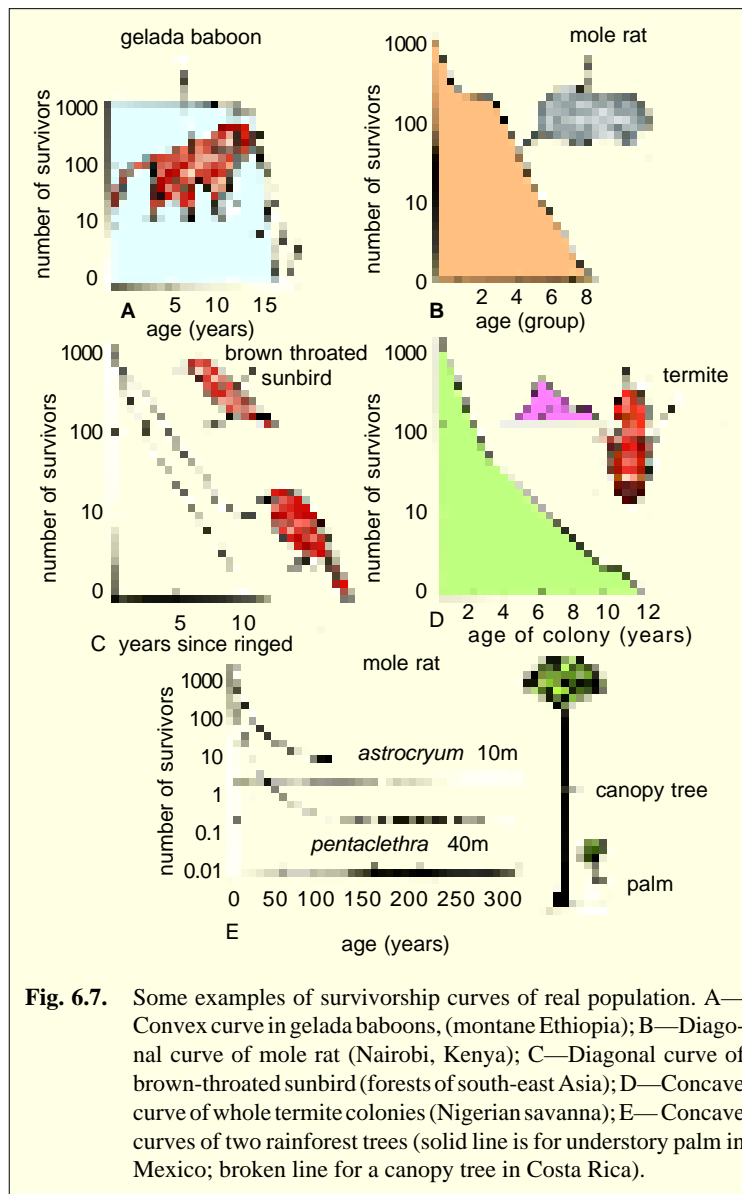 gelada baboon
1000
100
10
0
number of survivors
5 10 15
A
age (years)
mole rat
1000
100
10
0
number of survivors
2 4 6 8
B
age (group)
brown throated
sunbird
1000
100
10
0
number of survivors
5 10
C years since ringed
termite
1000
100
10
0
number of survivors
2 4 6 8 10 12
D
age of colony (years)
mole rat
1000
100
10
1
0.1
0.01
number of survivors
astrocryum 10m
pentaclethra 40m
canopy tree
palm
0 50 100 150 200 250 300
E
age (years)
Fig. 6.7. Some examples of survivorship curves of real population. A—
Convex curve in gelada baboons, (montane Ethiopia); B—Diago-
nal curve of mole rat (Nairobi, Kenya); C—Diagonal curve of
brown-throated sunbird (forests of south-east Asia); D—Concave
curve of whole termite colonies (Nigerian savanna); E— Concave
curves of two rainforest trees (solid line is for understory palm in
Mexico; broken line for a canopy tree in Costa Rica).